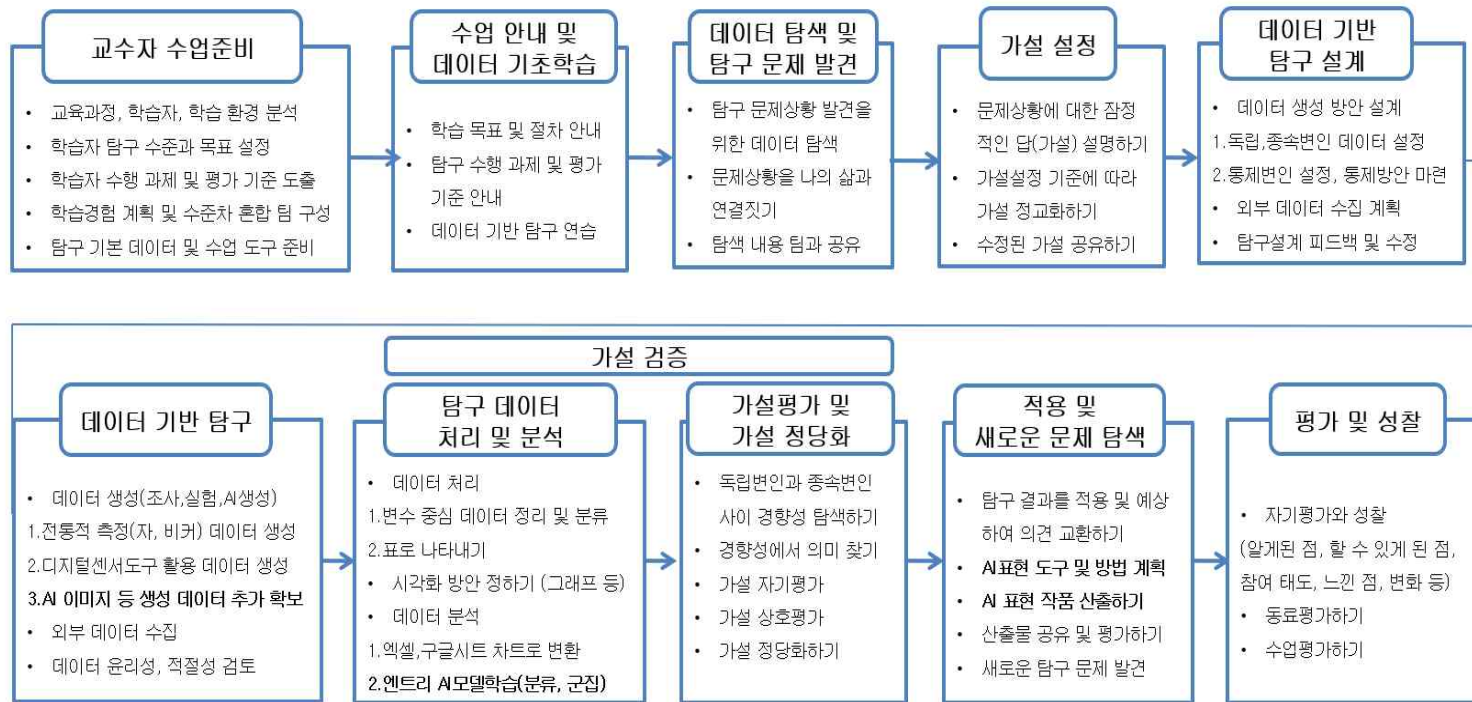 교수자 수업준비
• 교육과정, 학습자, 학습 환경 분석
• 학습자 탐구 수준과 목표 설정
• 학습자 수행 과제 및 평가 기준 도출
• 학습경험 계획 및 수준차 혼합 팀 구성
• 탐구 기본 데이터 및 수업 도구 준비
수업 안내 및
데이터 기초학습
• 학습 목표 및 절차 안내
• 탐구 수행 과제 및 평가
기준 안내
• 데이터 기반 탐구 연습
데이터 탐색 및
탐구 문제 발견
• 탐구 문제상황 발견을
위한 데이터 탐색
• 문제상황을 나의 삶과
연결짓기
• 탐색 내용 팀과 공유
가설 설정
• 문제상황에 대한 잠정
적인 답(가설) 설명하기
• 가설설정 기준에 따라
가설 정교화하기
• 수정된 가설 공유하기
데이터 기반
탐구 설계
• 데이터 생성 방안 설계
1.독립,종속변인 데이터 설정
2.통제변인 설정, 통제방안 마련
• 외부 데이터 수집 계획
• 탐구설계 피드백 및 수정
가설 검증
데이터 기반 탐구
• 데이터 생성(조사,실험,AI생성)
1.전통적 측정(자, 비커) 데이터 생성
2.디지털센서도구 활용 데이터 생성
3.AI 이미지 등 생성 데이터 추가 확보
• 외부 데이터 수집
• 데이터 윤리성, 적절성 검토
탐구 데이터
처리 및 분석
• 데이터 처리
1.변수 중심 데이터 정리 및 분류
2.표로 나타내기
• 시각화 방안 정하기 (그래프 등)
• 데이터 분석
1.엑셀,구글시트 차트로 변환
2.엔트리 AI모델학습(분류, 군집)
가설평가 및
가설 정당화
• 독립변인과 종속변인
사이 경향성 탐색하기
• 경향성에서 의미 찾기
• 가설 자기평가
• 가설 상호평가
• 가설 정당화하기
적용 및
새로운 문제 탐색
• 탐구 결과를 적용 및 예상
하여 의견 교환하기
• AI표현 도구 및 방법 계획
• AI 표현 작품 산출하기
• 산출물 공유 및 평가하기
• 새로운 탐구 문제 발견
평가 및 성찰
• 자기평가와 성찰
(알게된 점, 할 수 있게 된 점,
참여 태도, 느낀 점, 변화 등)
• 동료평가하기
• 수업평가하기